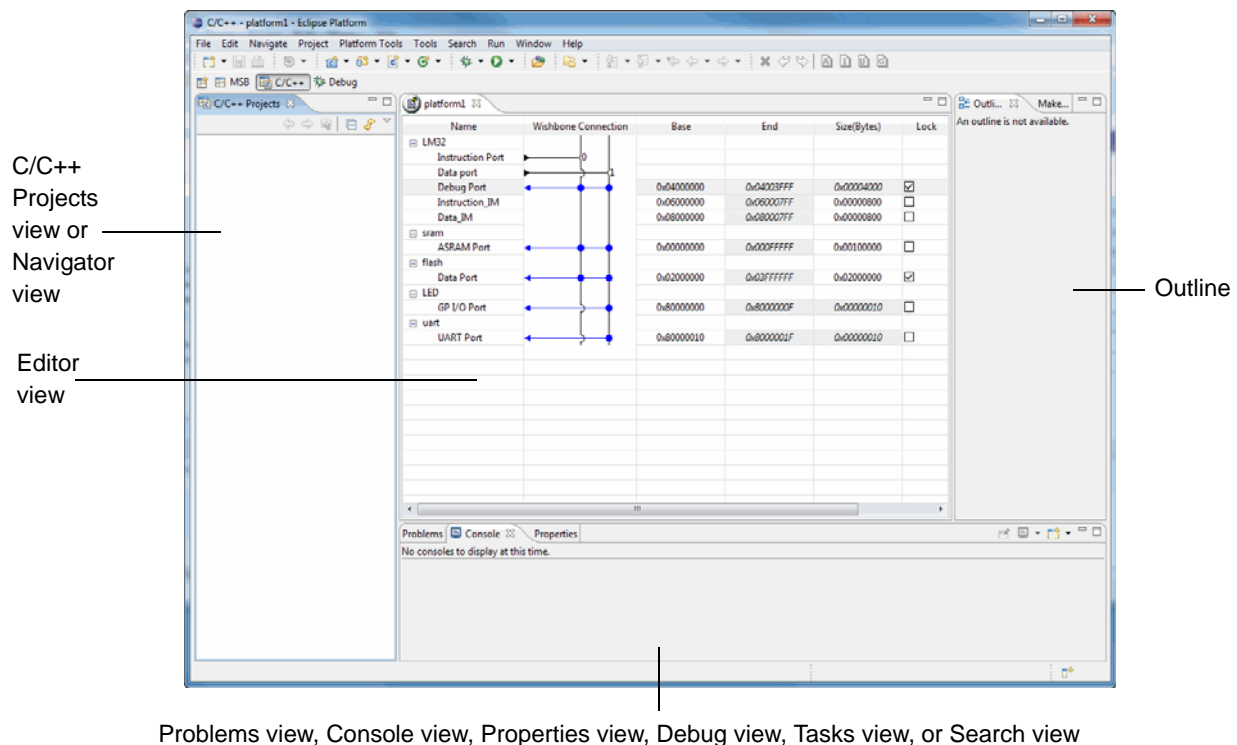 C/C++ - platform1 - Eclipse Platform
File Edit Navigate Project Platform Tools Tools Search Run Window Help
MSB C/C++ Debug
C/C++ Projects
platform1
Outli... Make...
An outline is not available.
Name Wishbone Connection Base End Size(Bytes) Lock
LM32
Instruction Port 0
Data port 1
Debug Port 0x04000000 0x04003FFF 0x00004000
Instruction_IM 0x06000000 0x060007FF 0x00000800
Data_IM 0x08000000 0x080007FF 0x00000800
sram
ASRAM Port 0x00000000 0x000FFFFF 0x00100000
flash
Data Port 0x02000000 0x03FFFFFF 0x02000000
LED
GP I/O Port 0x80000000 0x8000000F 0x00000010
uart
UART Port 0x80000010 0x8000001F 0x00000010
C/C++
Projects
view or
Navigator
view
Outline
Editor
view
Problems Console Properties
No consoles to display at this time.
Problems view, Console view, Properties view, Debug view, Tasks view, or Search view